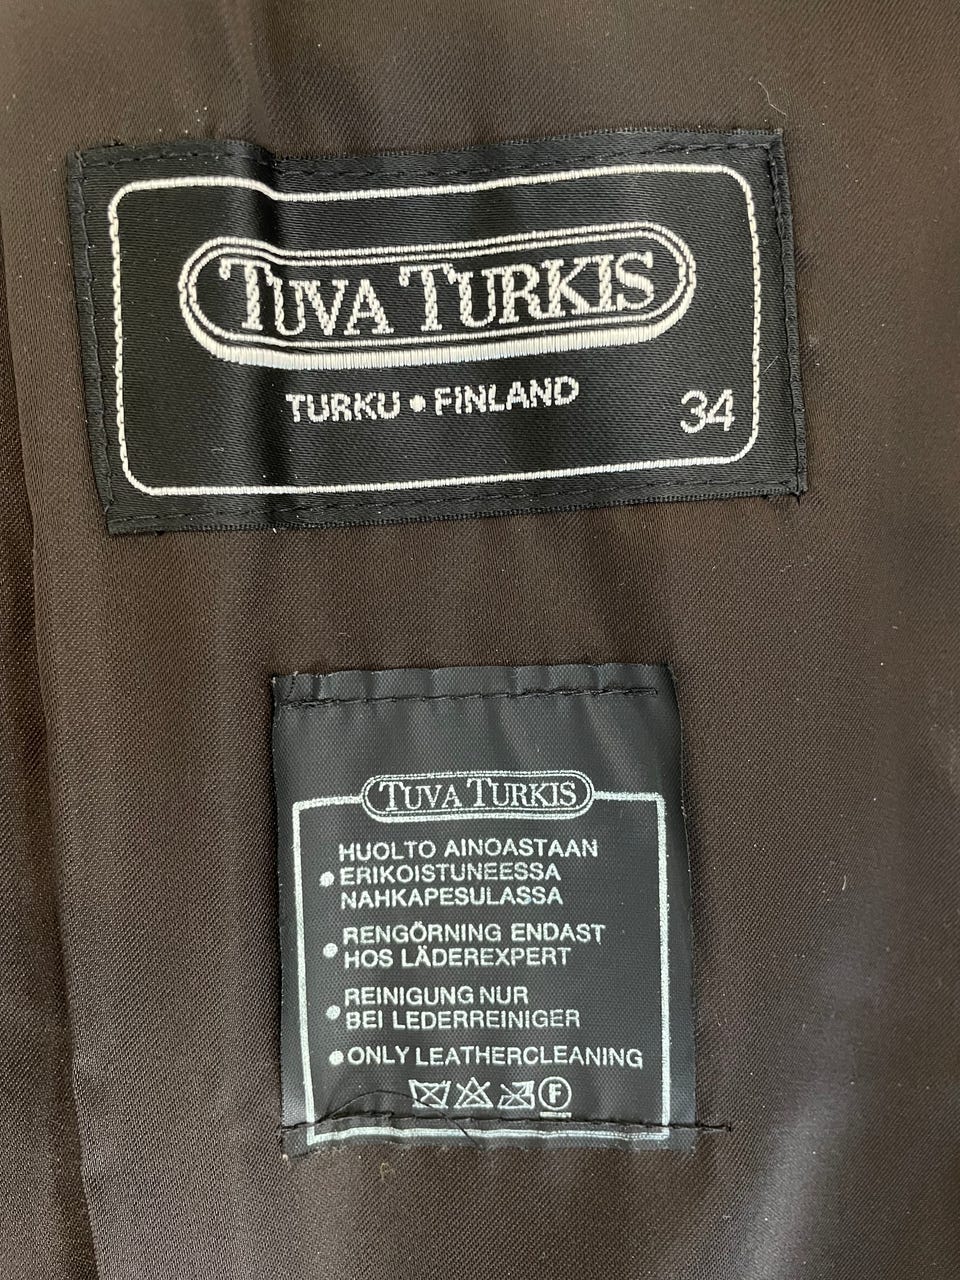 TUVA TURKIS
TURKU • FINLAND
34
TUVA TURKIS
HUOLTO AINOASTAAN
• ERIKOISTUNEESSA
NAHKAPESULASSA
• RENGÖRNING ENDAST
HOS LÄDEREXPERT
• REINIGUNG NUR
BEI LEDERREINIGER
• ONLY LEATHERCLEANING
F